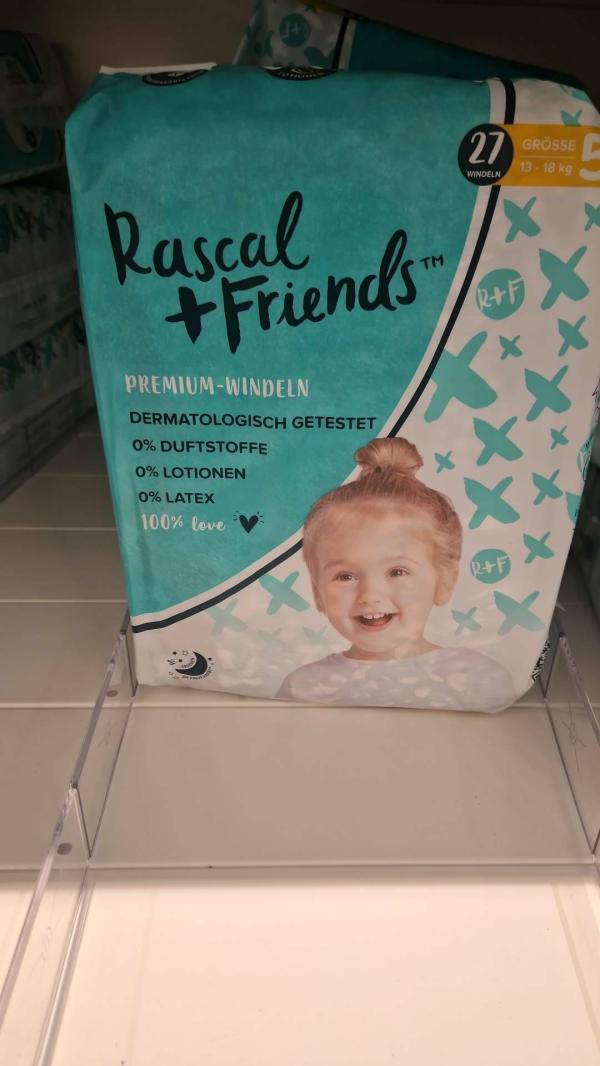 27
WINDELN
GRÖSSE
13 - 18 kg
5
Rascal
+Friends™
R+F
PREMIUM-WINDELN
DERMATOLOGISCH GETESTET
0% DUFTSTOFFE
0% LOTIONEN
0% LATEX
100% love
R+F